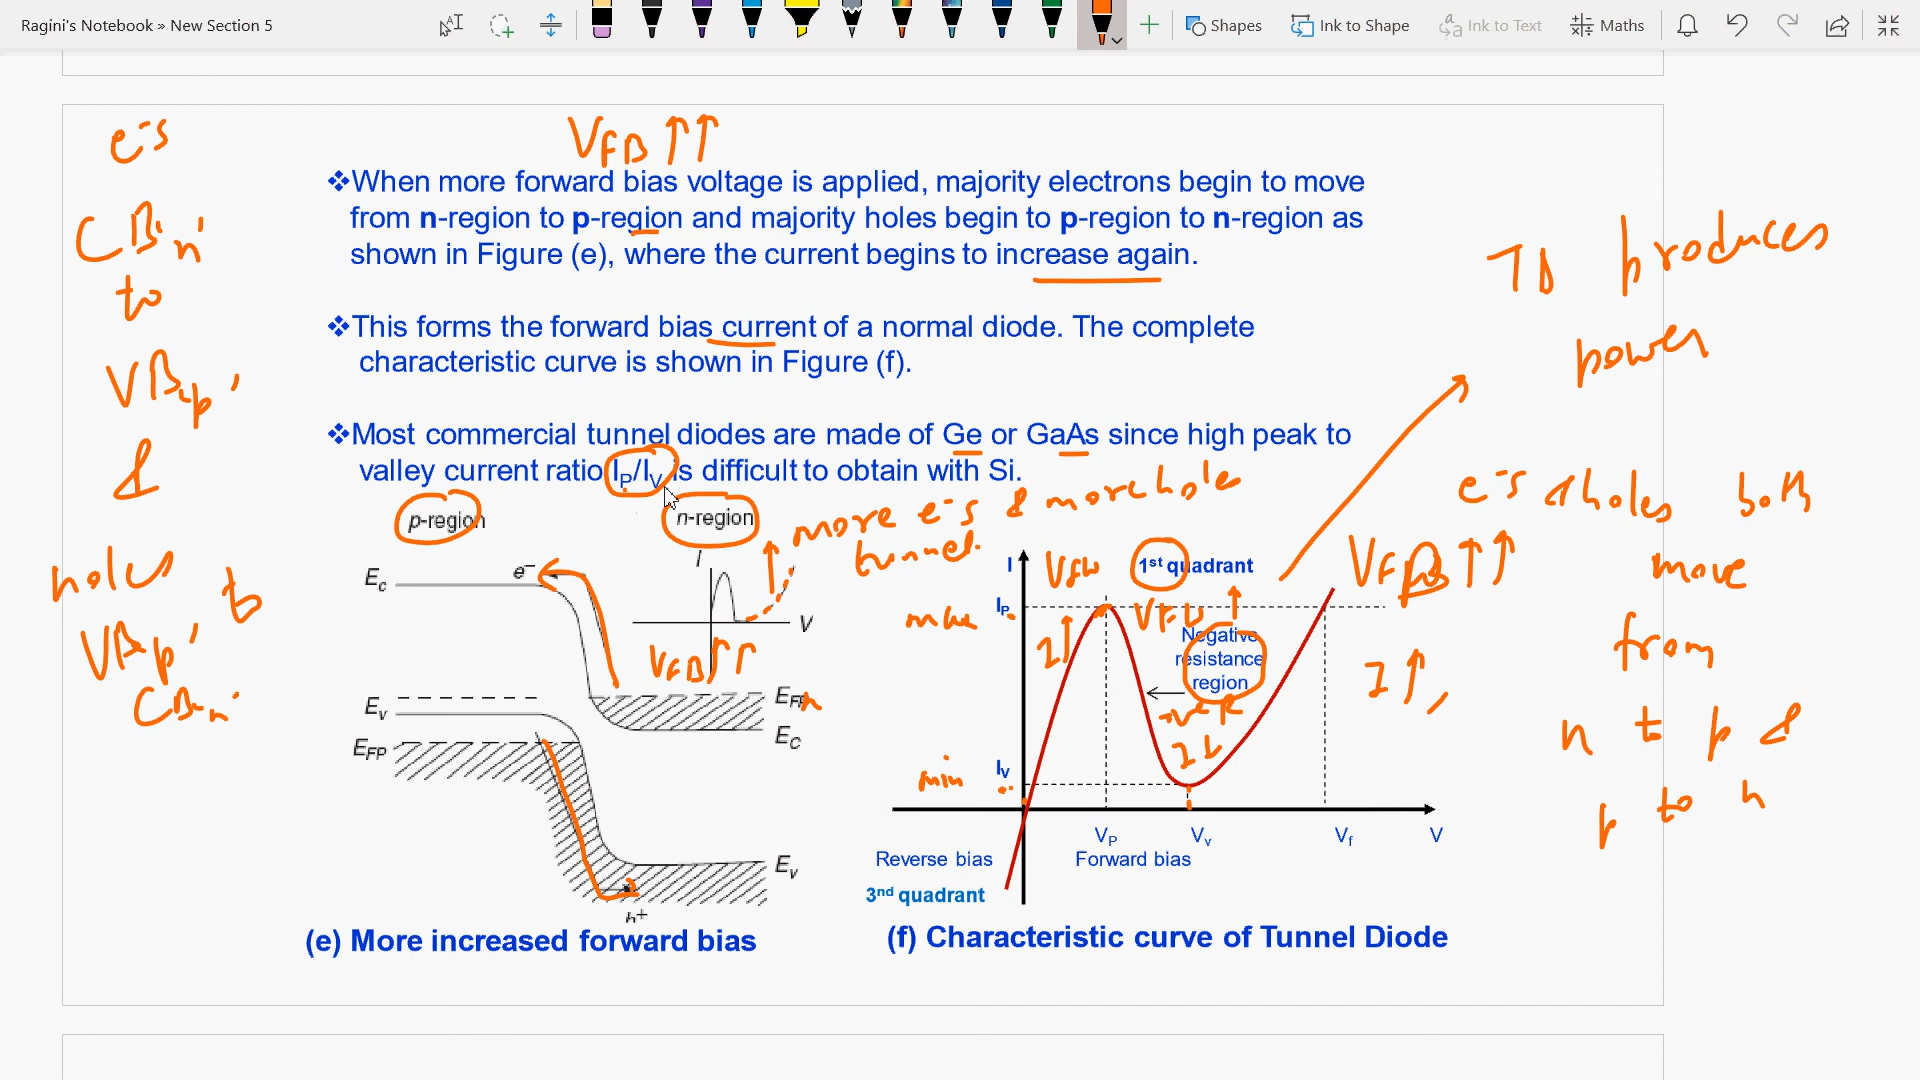 Ragini's Notebook » New Section 5
Shapes
Ink to Shape
Ink to Text
Maths
e-s
CB 'n'
to
VB 'p'
&
holes
VB 'p' to
CB 'n'
VFB ↑↑
❖When more forward bias voltage is applied, majority electrons begin to move
from n-region to p-region and majority holes begin to p-region to n-region as
shown in Figure (e), where the current begins to increase again.
❖This forms the forward bias current of a normal diode. The complete
characteristic curve is shown in Figure (f).
❖Most commercial tunnel diodes are made of Ge or GaAs since high peak to
valley current ratio IP/IV is difficult to obtain with Si.
p-region
n-region
more e-s & more hole
tunnel.
Ec
e⁻
I
V
VFB ↑↑
Ev
EFP
EC
EFn
Ev
h⁺
(e) More increased forward bias
I
1st quadrant
IP
max
I↑
Negative
resistance
region
-ve R
I↓
VFB↑↑
I↑,
IV
min
VP
Vv
Vf
V
Reverse bias
Forward bias
3nd quadrant
(f) Characteristic curve of Tunnel Diode
TD produces
power
e-s & holes both
move
from
n to p &
p to n